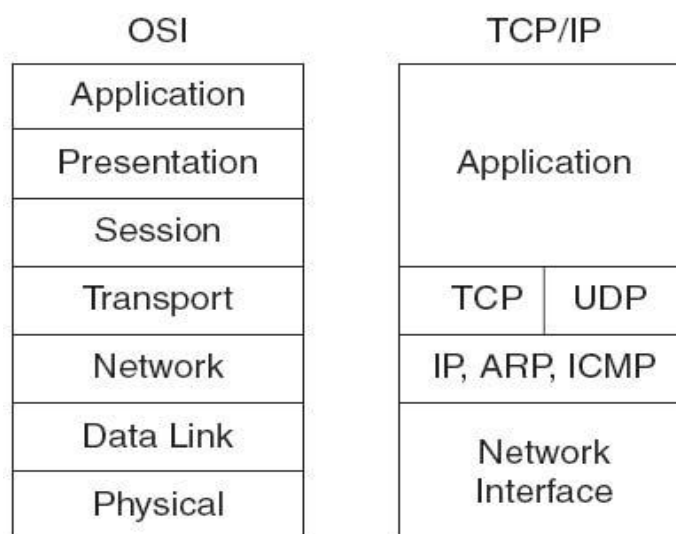 OSI
Application
Presentation
Session
Transport
Network
Data Link
Physical
TCP/IP
Application
TCP UDP
IP, ARP, ICMP
Network
Interface